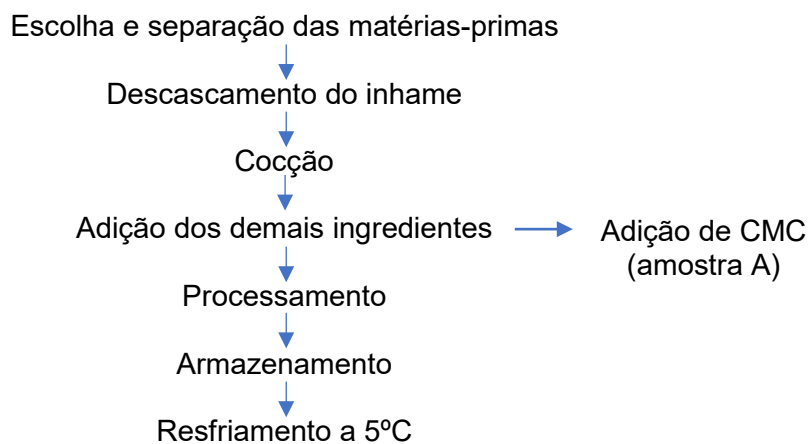 Escolha e separação das matérias-primas
Descascamento do inhame
Cocção
Adição dos demais ingredientes
Adição de CMC
(amostra A)
Processamento
Armazenamento
Resfriamento a 5ºC